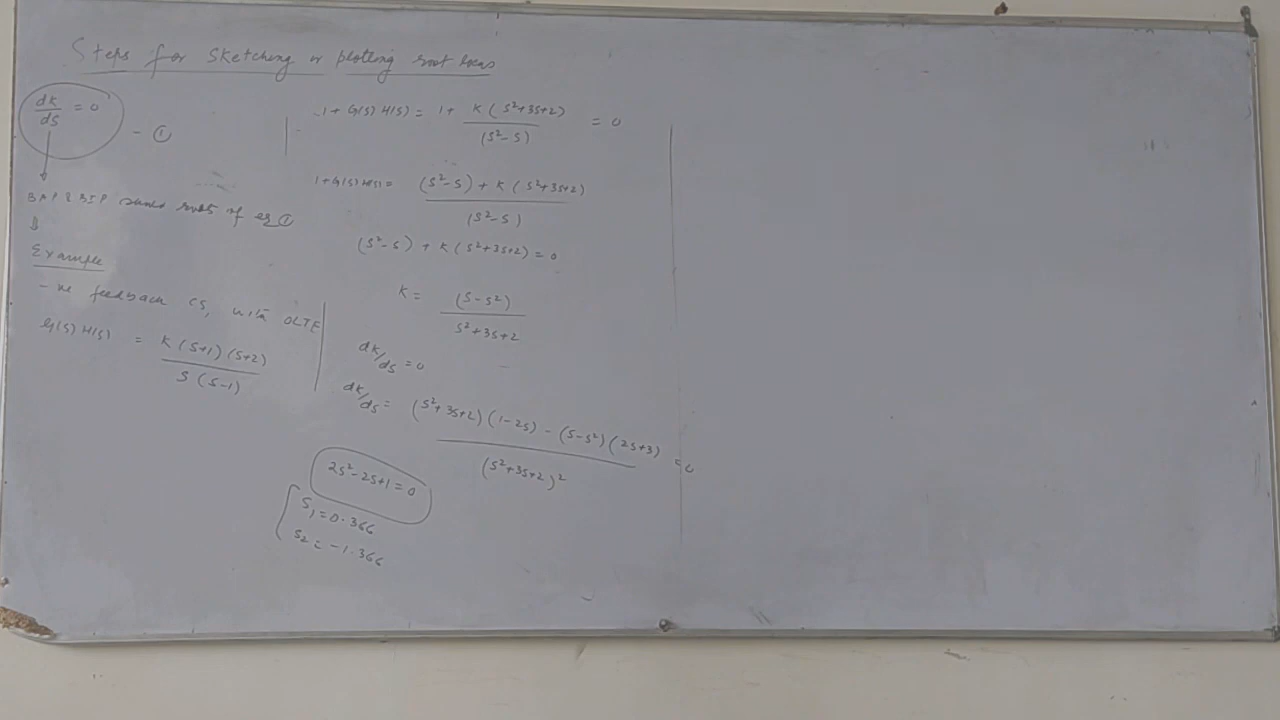 Steps for Sketching or plotting root locus
dK/ds = 0 - ①
BAP & BIP roots of eq ①
⇓
Example
-ve feedback CS, with OLTF
G(s) H(s) = K(s+1)(s+2) / s(s-1)
1 + G(s) H(s) = 1 + K(s²+3s+2) / (s²-s) = 0
1 + G(s) H(s) = (s²-s) + K(s²+3s+2) / (s²-s)
(s²-s) + K(s²+3s+2) = 0
K = (s-s²) / s²+3s+2
dK/ds = 0
dK/ds = (s²+3s+2)(1-2s) - (s-s²)(2s+3) / (s²+3s+2)² = 0
2s²-2s+1 = 0
s₁ = 0.366
s₂ = -1.366